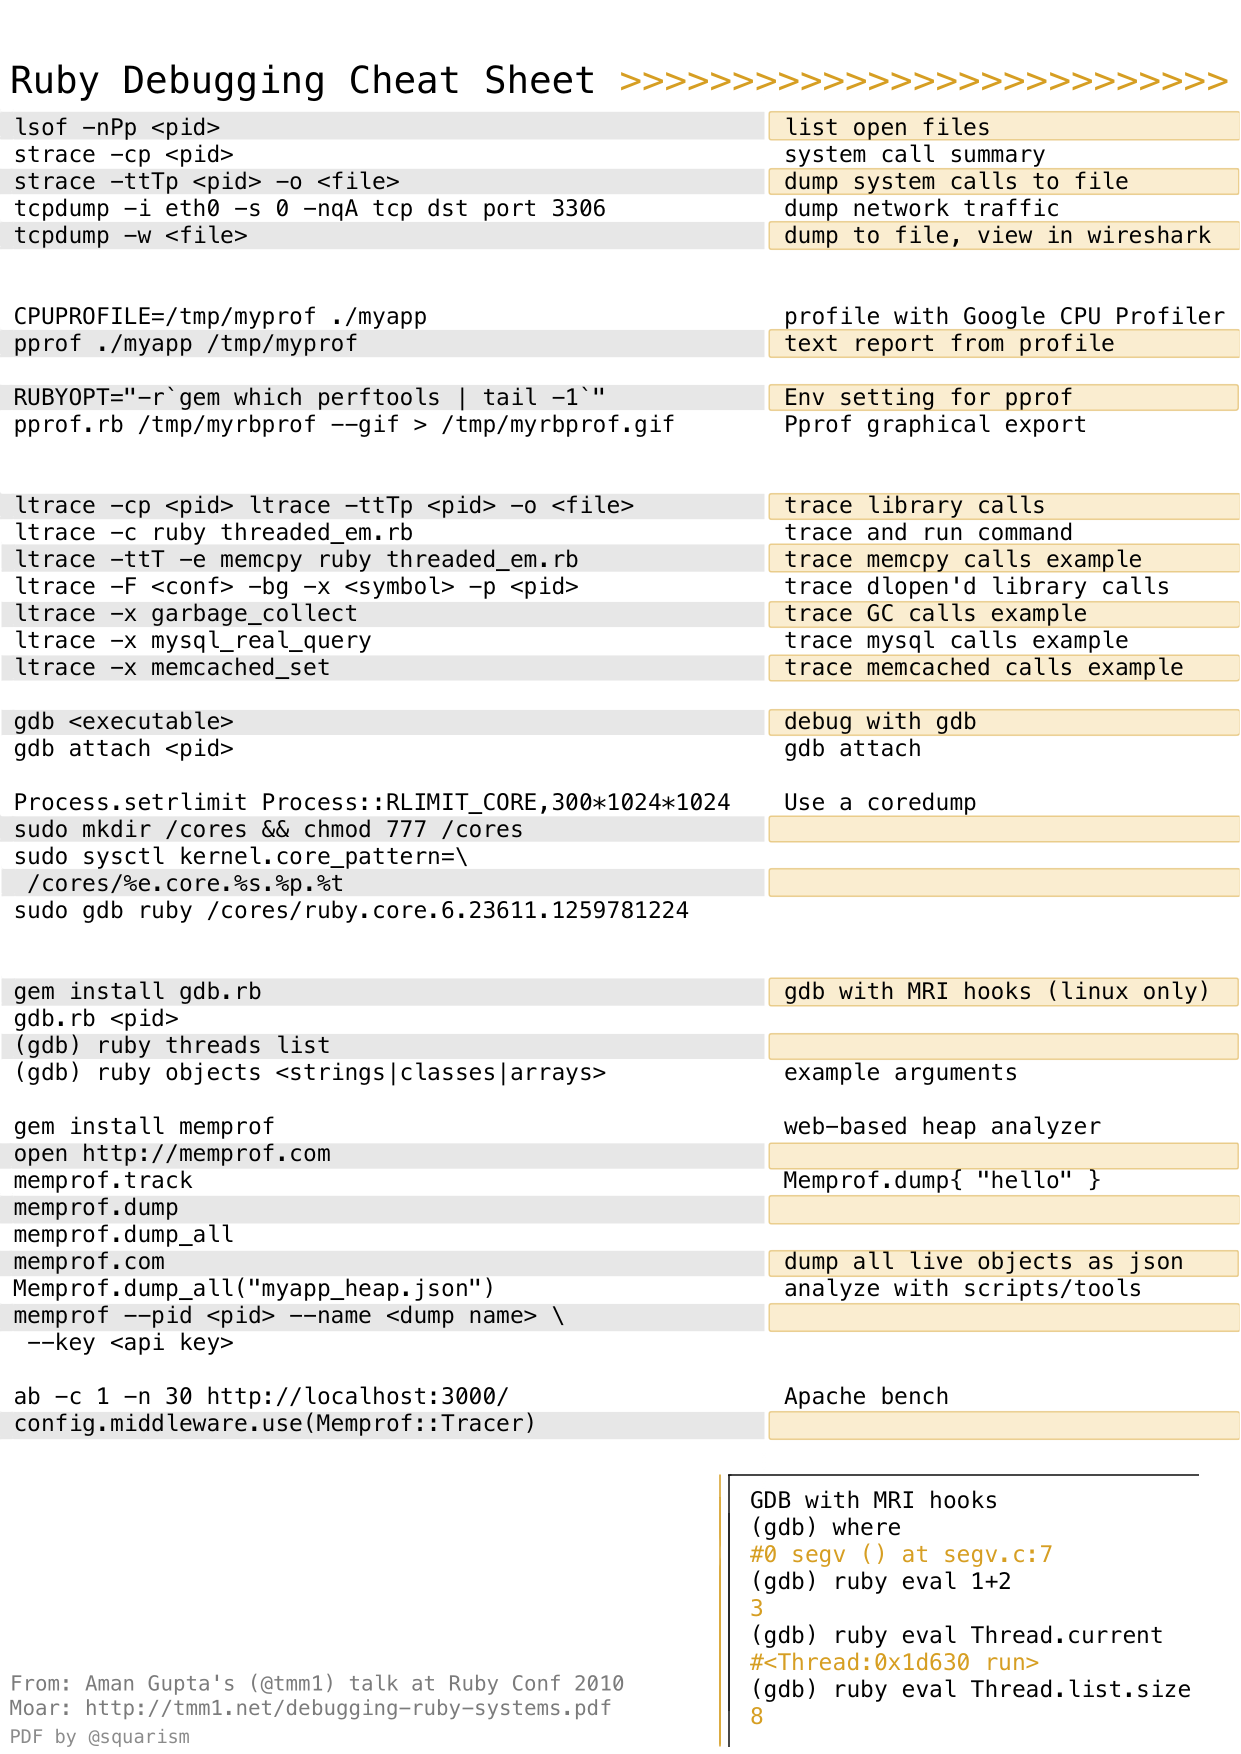 Ruby Debugging Cheat Sheet >>>>>>>>>>>>>>>>>>>>>>>>>>>
lsof -nPp <pid> list open files
strace -cp <pid> system call summary
strace -ttTp <pid> -o <file> dump system calls to file
tcpdump -i eth0 -s 0 -nqA tcp dst port 3306 dump network traffic
tcpdump -w <file> dump to file, view in wireshark
CPUPROFILE=/tmp/myprof ./myapp profile with Google CPU Profiler
pprof ./myapp /tmp/myprof text report from profile
RUBYOPT="-r`gem which perftools | tail -1`" Env setting for pprof
pprof.rb /tmp/myrbprof --gif > /tmp/myrbprof.gif Pprof graphical export
ltrace -cp <pid> ltrace -ttTp <pid> -o <file> trace library calls
ltrace -c ruby threaded_em.rb trace and run command
ltrace -ttT -e memcpy ruby threaded_em.rb trace memcpy calls example
ltrace -F <conf> -bg -x <symbol> -p <pid> trace dlopen'd library calls
ltrace -x garbage_collect trace GC calls example
ltrace -x mysql_real_query trace mysql calls example
ltrace -x memcached_set trace memcached calls example
gdb <executable> debug with gdb
gdb attach <pid> gdb attach
Process.setrlimit Process::RLIMIT_CORE,300*1024*1024 Use a coredump
sudo mkdir /cores && chmod 777 /cores
sudo sysctl kernel.core_pattern=\
/cores/%e.core.%s.%p.%t
sudo gdb ruby /cores/ruby.core.6.23611.1259781224
gem install gdb.rb gdb with MRI hooks (linux only)
gdb.rb <pid>
(gdb) ruby threads list
(gdb) ruby objects <strings|classes|arrays> example arguments
gem install memprof web-based heap analyzer
open http://memprof.com
memprof.track Memprof.dump{ "hello" }
memprof.dump
memprof.dump_all
memprof.com dump all live objects as json
Memprof.dump_all("myapp_heap.json") analyze with scripts/tools
memprof --pid <pid> --name <dump name> \
--key <api key>
ab -c 1 -n 30 http://localhost:3000/ Apache bench
config.middleware.use(Memprof::Tracer)
GDB with MRI hooks
(gdb) where
#0 segv () at segv.c:7
(gdb) ruby eval 1+2
3
(gdb) ruby eval Thread.current
#<Thread:0x1d630 run>
(gdb) ruby eval Thread.list.size
8
From: Aman Gupta's (@tmm1) talk at Ruby Conf 2010
Moar: http://tmm1.net/debugging-ruby-systems.pdf
PDF by @squarism